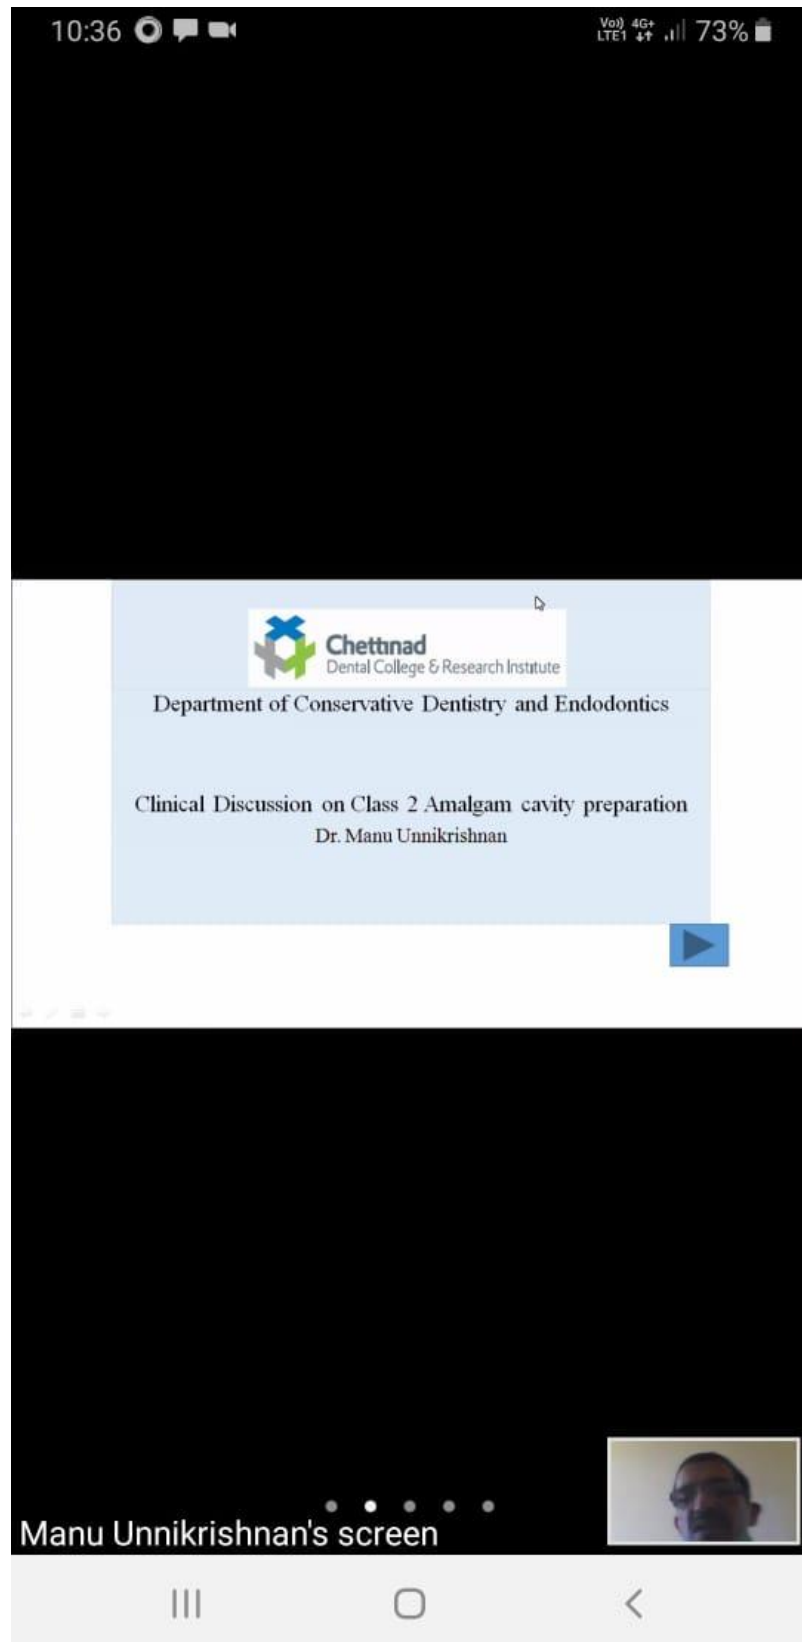 10:36
Vo)) 4G+ 73%
LTE1
Chettinad
Dental College & Research Institute
Department of Conservative Dentistry and Endodontics
Clinical Discussion on Class 2 Amalgam cavity preparation
Dr. Manu Unnikrishnan
Manu Unnikrishnan's screen